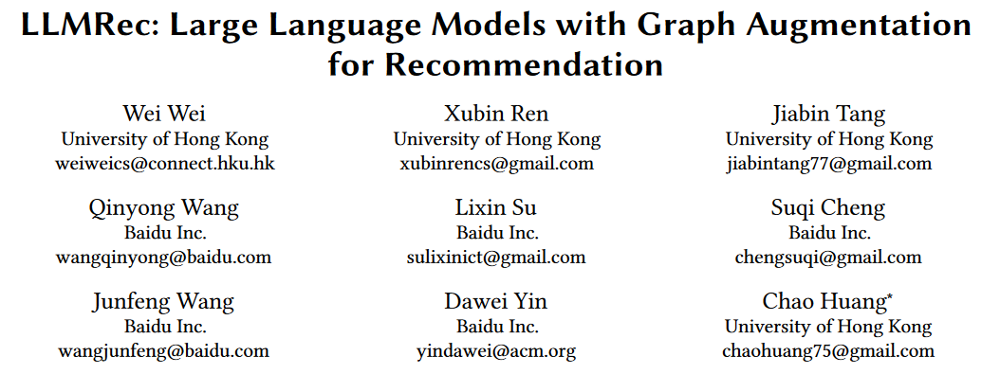 LLMRec: Large Language Models with Graph Augmentation
for Recommendation
Wei Wei
University of Hong Kong
weiweics@connect.hku.hk
Xubin Ren
University of Hong Kong
xubinrencs@gmail.com
Jiabin Tang
University of Hong Kong
jiabintang77@gmail.com
Qinyong Wang
Baidu Inc.
wangqinyong@baidu.com
Lixin Su
Baidu Inc.
sulixinict@gmail.com
Suqi Cheng
Baidu Inc.
chengsuqi@gmail.com
Junfeng Wang
Baidu Inc.
wangjunfeng@baidu.com
Dawei Yin
Baidu Inc.
yindawei@acm.org
Chao Huang*
University of Hong Kong
chaohuang75@gmail.com